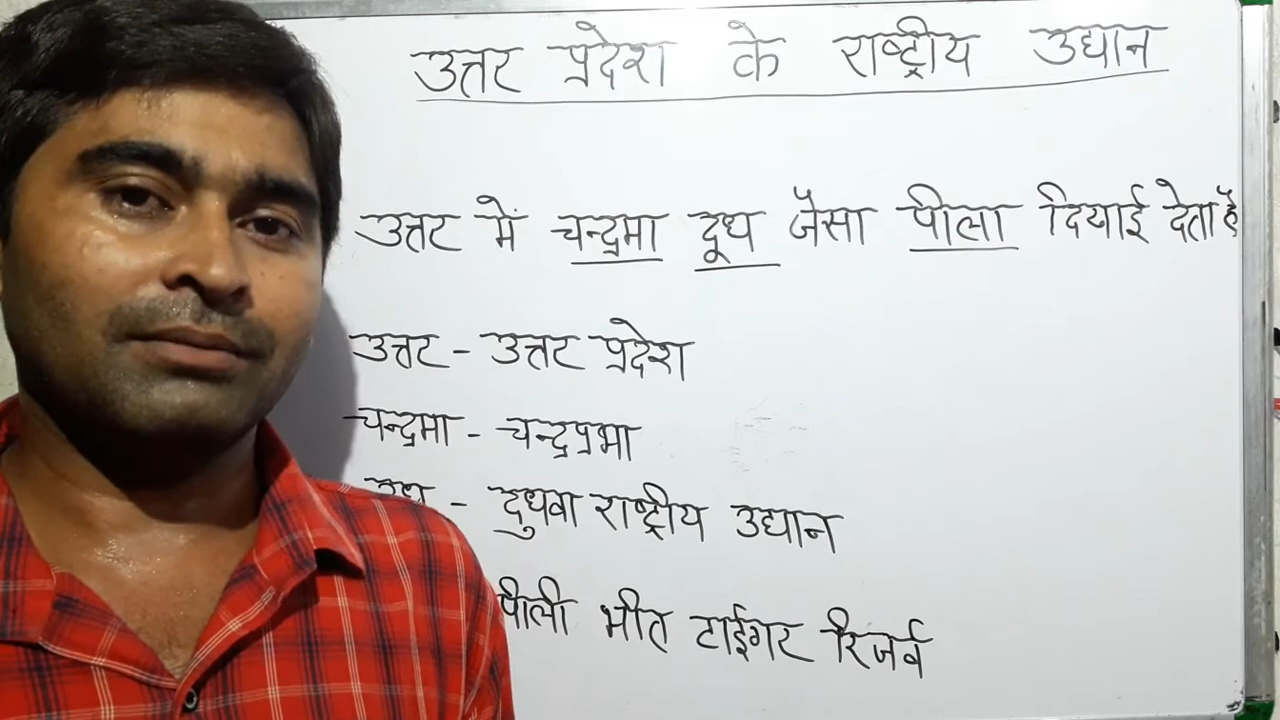 उत्तर प्रदेश के राष्ट्रीय उद्यान
उत्तर में चन्द्रमा दूध जैसा पीला दिखाई देता है
उत्तर - उत्तर प्रदेश
चन्द्रमा - चन्द्रप्रभा
दूध - दुधवा राष्ट्रीय उद्यान
पीली भीत टाईगर रिजर्व